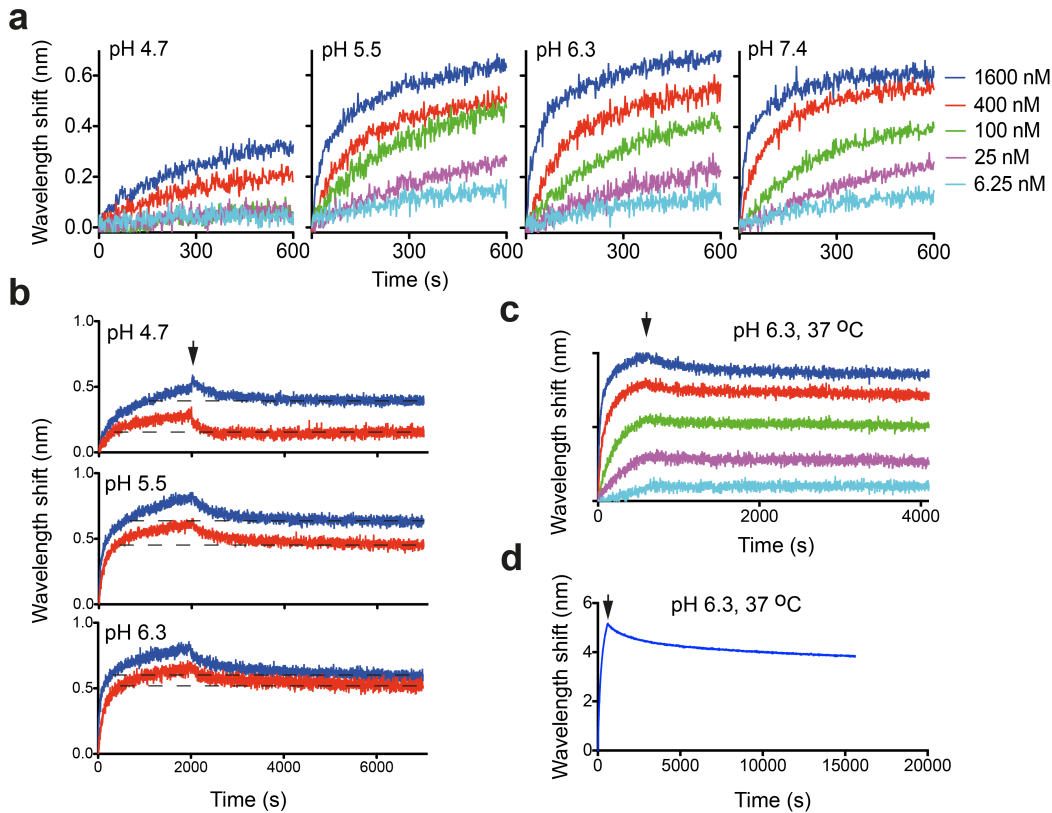 a
pH 4.7
pH 5.5
pH 6.3
pH 7.4
Wavelength shift (nm)
0.6
0.4
0.2
0.0
0 300 600
0 300 600
0 300 600
0 300 600
Time (s)
1600 nM
400 nM
100 nM
25 nM
6.25 nM
b
pH 4.7
1.0
0.5
0.0
pH 5.5
1.0
0.5
0.0
pH 6.3
1.0
0.5
0.0
Wavelength shift (nm)
0 2000 4000 6000
Time (s)
c
pH 6.3, 37 ºC
Wavelength shift (nm)
0 2000 4000
Time (s)
d
pH 6.3, 37 ºC
Wavelength shift (nm)
6
4
2
0
0 5000 10000 15000 20000
Time (s)